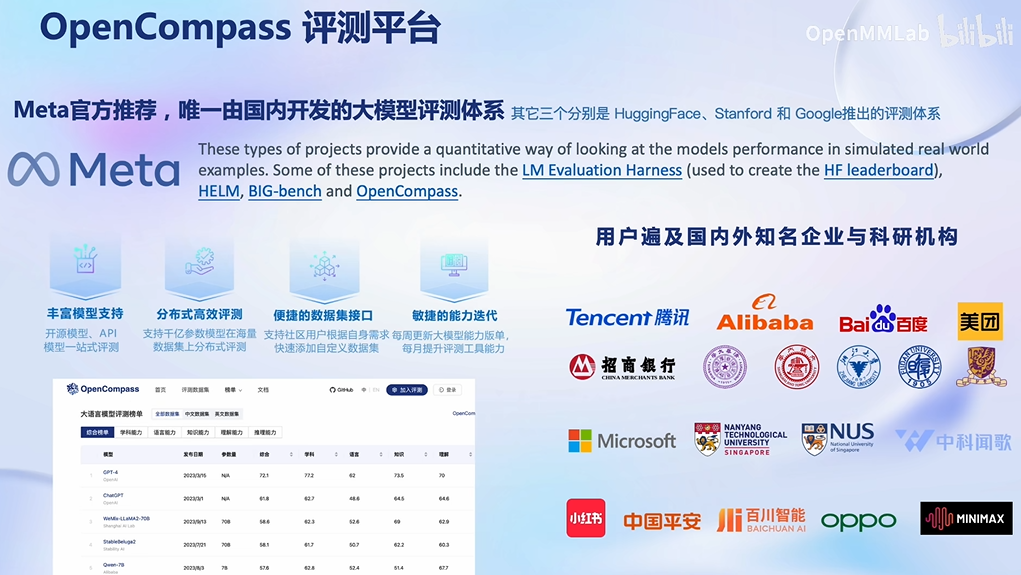 OpenCompass 评测平台
OpenMMLab bilibili
Meta官方推荐，唯一由国内开发的大模型评测体系 其它三个分别是 HuggingFace、Stanford 和 Google推出的评测体系
Meta
These types of projects provide a quantitative way of looking at the models performance in simulated real world
examples. Some of these projects include the LM Evaluation Harness (used to create the HF leaderboard),
HELM, BIG-bench and OpenCompass.
丰富模型支持
开源模型、API
模型一站式评测
分布式高效评测
支持千亿参数模型在海量
数据集上分布式评测
便捷的数据集接口
支持社区用户根据自身需求
快速添加自定义数据集
敏捷的能力迭代
每周更新大模型能力版单，
每月提升评测工具能力
OpenCompass 首页 评测数据集 榜单 文档 GitHub 中 EN 加入评测 登录
大语言模型评测榜单 全部数据集 中文数据集 英文数据集 OpenCom
综合榜单 学科能力 语言能力 知识能力 理解能力 推理能力
模型 发布日期 参数量 综合 学科 语言 知识 理解
1 GPT-4 2023/3/15 N/A 72.1 77.2 62 73.5 70
OpenAI
2 ChatGPT 2023/3/1 N/A 61.8 62.7 48.6 64.5 64.6
OpenAI
3 WeMix-LLaMA2-70B 2023/9/13 70B 58.6 62.3 52.6 69 62.9
Shanghai AI Lab
4 StableBeluga2 2023/7/21 70B 58.1 61.7 50.7 62.2 60.3
Stability AI
5 Qwen-7B 2023/8/3 7B 57.6 62.8 52.4 51.4 67.7
Alibaba
用户遍及国内外知名企业与科研机构
Tencent 腾讯
Alibaba
Bai du 百度
美团
招商银行
CHINA MERCHANTS BANK
ZHEJIANG UNIVERSITY
FUDAN UNIVERSITY
1905
Microsoft
NANYANG
TECHNOLOGICAL
UNIVERSITY
SINGAPORE
NUS
National University
of Singapore
中科闻歌
小红书
中国平安
百川智能
BAICHUAN AI
oppo
MINIMAX